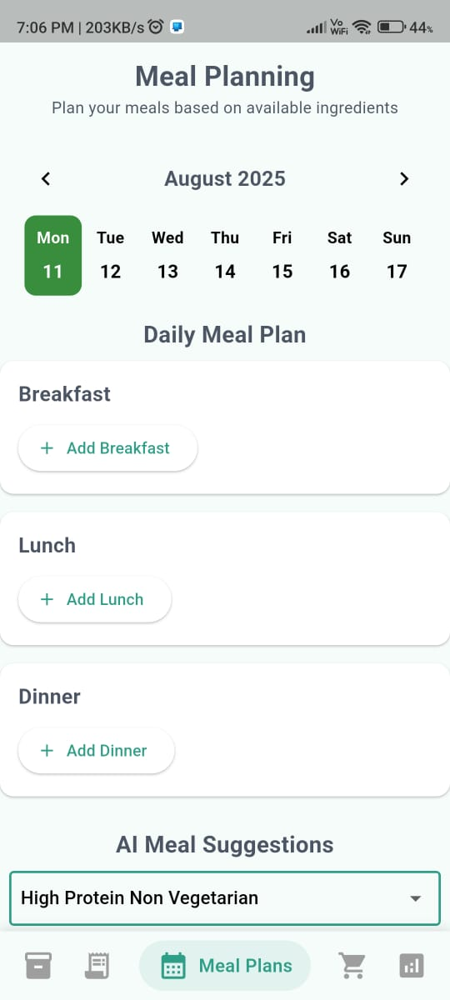 7:06 PM | 203KB/s Vo WiFi 44%
Meal Planning
Plan your meals based on available ingredients
August 2025
Mon Tue Wed Thu Fri Sat Sun
11 12 13 14 15 16 17
Daily Meal Plan
Breakfast
+ Add Breakfast
Lunch
+ Add Lunch
Dinner
+ Add Dinner
AI Meal Suggestions
High Protein Non Vegetarian
Meal Plans